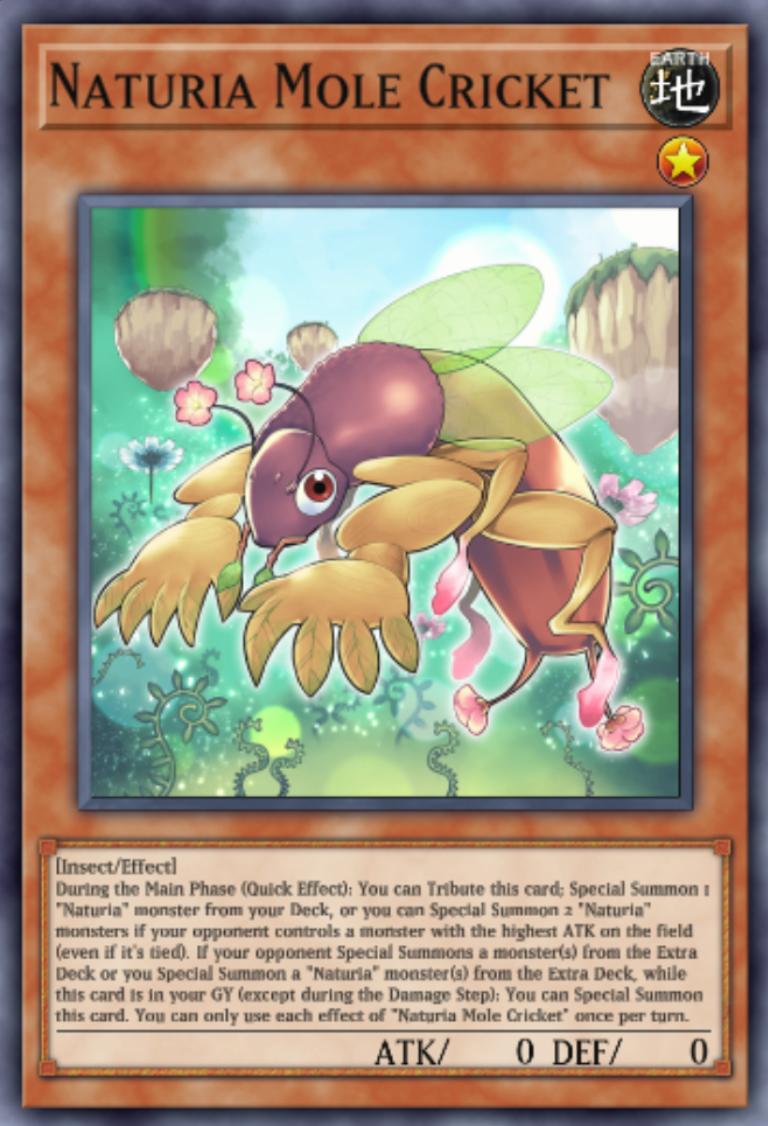 NATURIA MOLE CRICKET
EARTH
地
[Insect/Effect]
During the Main Phase (Quick Effect): You can Tribute this card; Special Summon 1
"Naturia" monster from your Deck, or you can Special Summon 2 "Naturia"
monsters if your opponent controls a monster with the highest ATK on the field
(even if it's tied). If your opponent Special Summons a monster(s) from the Extra
Deck or you Special Summon a "Naturia" monster(s) from the Extra Deck, while
this card is in your GY (except during the Damage Step): You can Special Summon
this card. You can only use each effect of "Naturia Mole Cricket" once per turn.
ATK/ 0 DEF/ 0